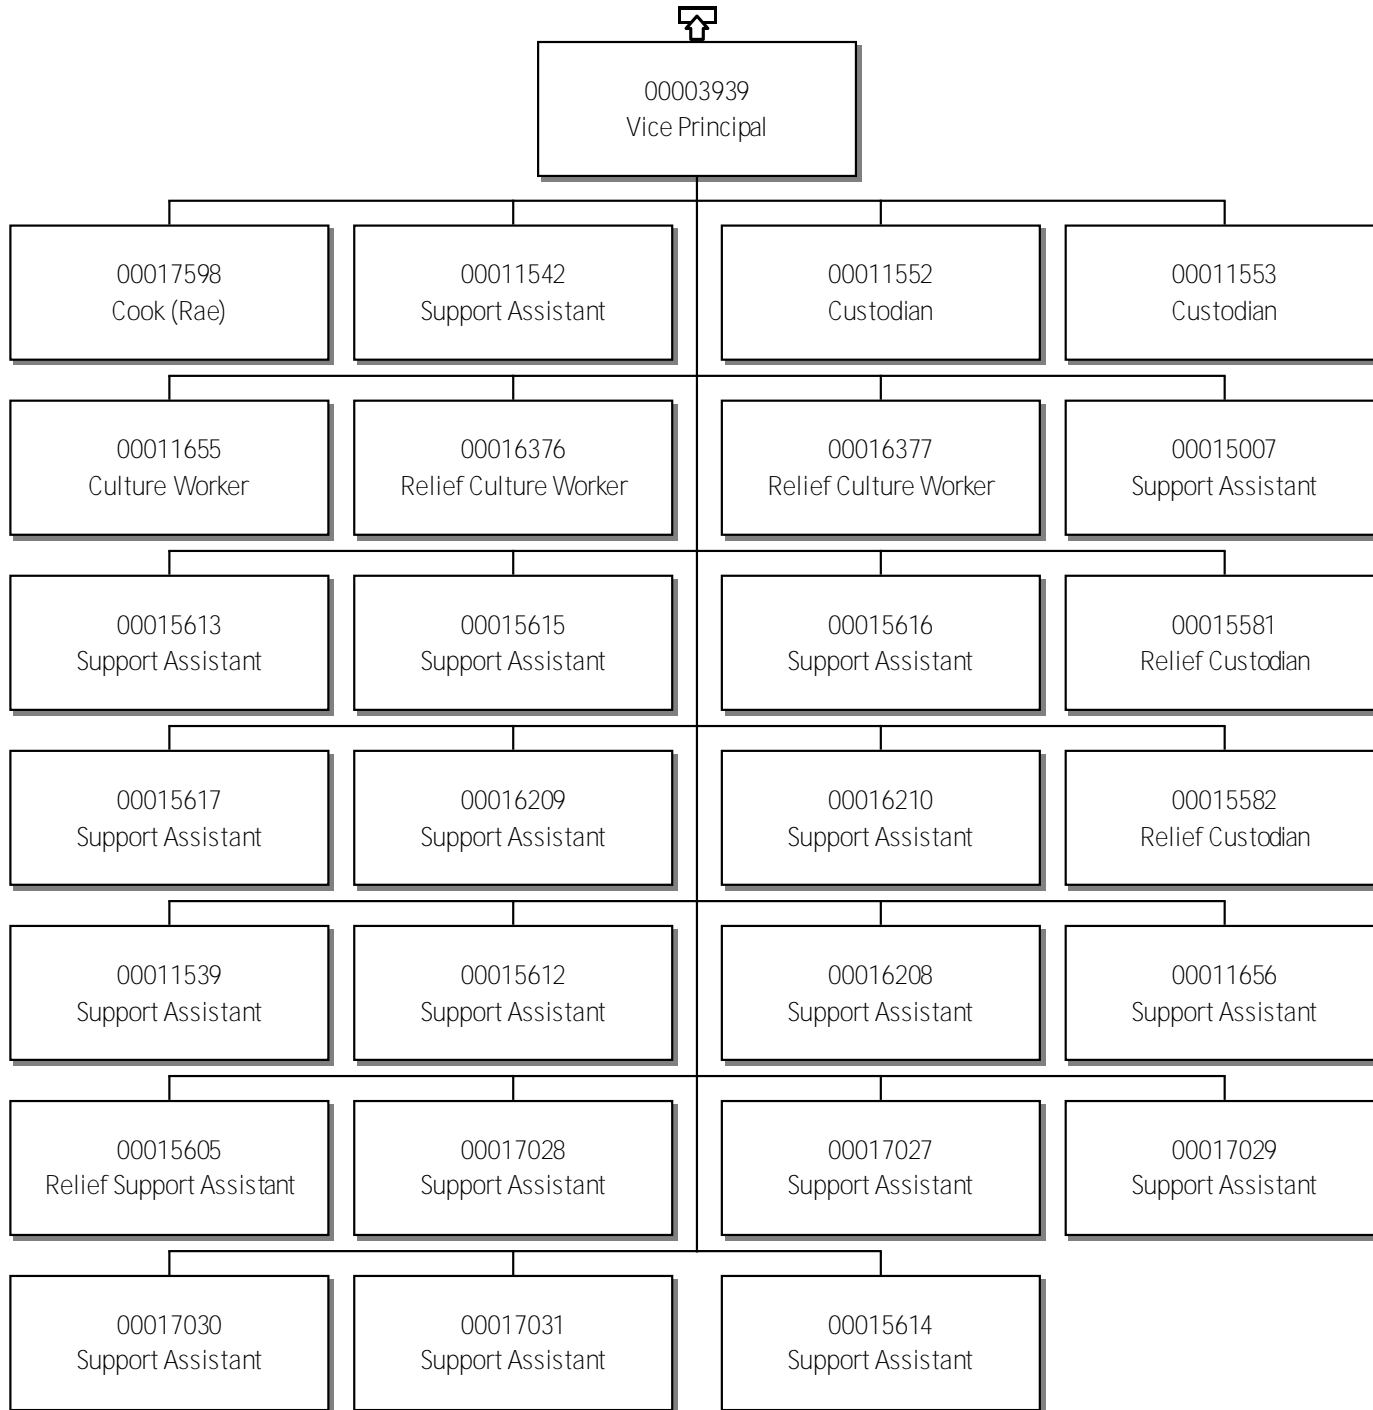 00003939
Vice Principal
00017598
Cook (Rae)
00011542
Support Assistant
00011552
Custodian
00011553
Custodian
00011655
Culture Worker
00016376
Relief Culture Worker
00016377
Relief Culture Worker
00015007
Support Assistant
00015613
Support Assistant
00015615
Support Assistant
00015616
Support Assistant
00015581
Relief Custodian
00015617
Support Assistant
00016209
Support Assistant
00016210
Support Assistant
00015582
Relief Custodian
00011539
Support Assistant
00015612
Support Assistant
00016208
Support Assistant
00011656
Support Assistant
00015605
Relief Support Assistant
00017028
Support Assistant
00017027
Support Assistant
00017029
Support Assistant
00017030
Support Assistant
00017031
Support Assistant
00015614
Support Assistant